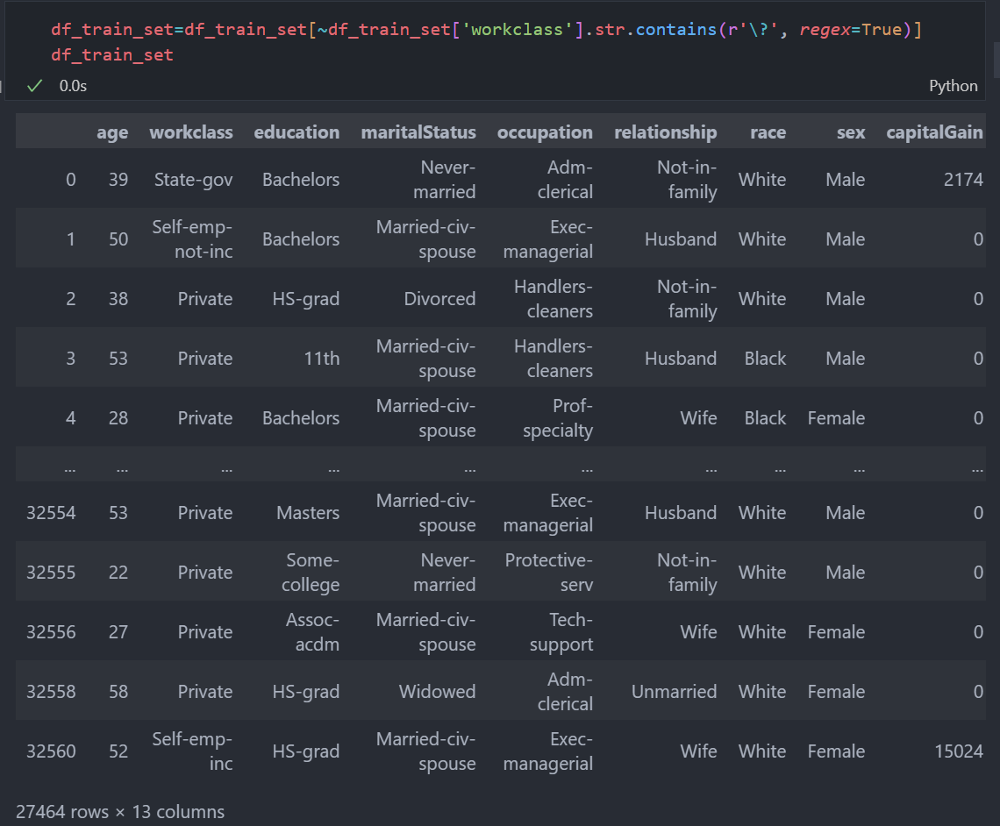 df_train_set=df_train_set[~df_train_set['workclass'].str.contains(r'\?', regex=True)]
df_train_set
0.0s Python
age workclass education maritalStatus occupation relationship race sex capitalGain
0 39 State-gov Bachelors Never-married Adm-clerical Not-in-family White Male 2174
1 50 Self-emp-not-inc Bachelors Married-civ-spouse Exec-managerial Husband White Male 0
2 38 Private HS-grad Divorced Handlers-cleaners Not-in-family White Male 0
3 53 Private 11th Married-civ-spouse Handlers-cleaners Husband Black Male 0
4 28 Private Bachelors Married-civ-spouse Prof-specialty Wife Black Female 0
... ... ... ... ... ... ... ... ... ...
32554 53 Private Masters Married-civ-spouse Exec-managerial Husband White Male 0
32555 22 Private Some-college Never-married Protective-serv Not-in-family White Male 0
32556 27 Private Assoc-acdm Married-civ-spouse Tech-support Wife White Female 0
32558 58 Private HS-grad Widowed Adm-clerical Unmarried White Female 0
32560 52 Self-emp-inc HS-grad Married-civ-spouse Exec-managerial Wife White Female 15024
27464 rows × 13 columns